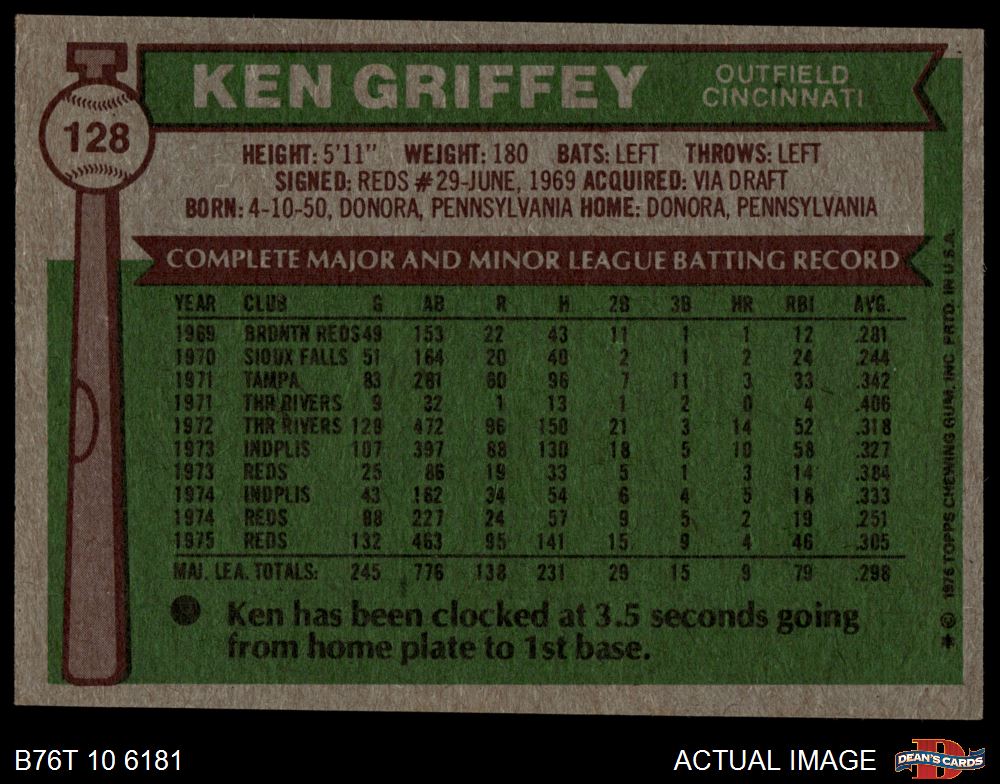 KEN GRIFFEY
OUTFIELD
CINCINNATI
128
HEIGHT: 5'11" WEIGHT: 180 BATS: LEFT THROWS: LEFT
SIGNED: REDS #29-JUNE, 1969 ACQUIRED: VIA DRAFT
BORN: 4-10-50, DONORA, PENNSYLVANIA HOME: DONORA, PENNSYLVANIA
COMPLETE MAJOR AND MINOR LEAGUE BATTING RECORD
YEAR CLUB G AB R H 2B 3B HR RBI AVG.
1969 BRDNTN REDS 49 153 22 43 11 1 1 12 .281
1970 SIOUX FALLS 51 164 20 40 2 1 2 24 .244
1971 TAMPA 83 281 60 96 7 11 3 33 .342
1971 THR RIVERS 9 32 1 13 1 2 0 4 .406
1972 THR RIVERS 129 472 96 150 21 3 14 52 .318
1973 INDPLIS 107 397 88 130 18 5 10 58 .327
1973 REDS 25 86 19 33 5 1 3 14 .384
1974 INDPLIS 43 162 34 54 6 4 5 18 .333
1974 REDS 88 227 24 57 9 5 2 19 .251
1975 REDS 132 463 95 141 15 9 4 46 .305
MAJ. LEA. TOTALS: 245 776 138 231 29 15 9 79 .298
Ken has been clocked at 3.5 seconds going
from home plate to 1st base.
* © 1976 TOPPS CHEWING GUM, INC. PRTD. IN U.S.A.
B76T 10 6181
ACTUAL IMAGE
D
DEAN'S CARDS